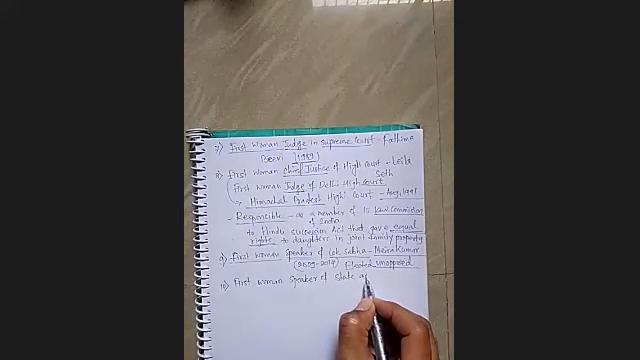 7) First Woman Judge in supreme court Fathima
Beevi (1989)
8) First woman Chief Justice of High Court - Leila
Seth
First woman Judge of Delhi High court
Himachal Pradesh High Court - Aug, 1991
- Responsible - as a member of 15 Law Commission
of India
to Hindu succession Act that gave equal
rights to daughters in joint family property
9) First woman Speaker of Lok sabha - Meira Kumar
(2009-2014) Elected unopposed
10) First woman Speaker of State a